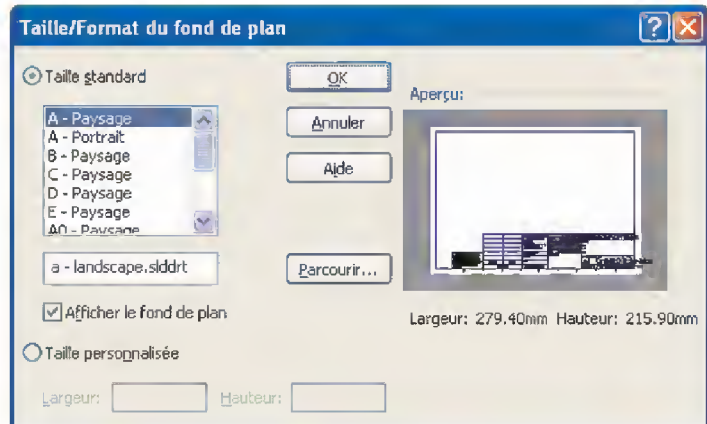 Taille/Format du fond de plan
Taille standard
A - Paysage
A - Portrait
B - Paysage
C - Paysage
D - Paysage
E - Paysage
A0 - Paysage
a - landscape.slddrt
Afficher le fond de plan
Taille personnalisée
Largeur:
Hauteur:
OK
Annuler
Aide
Parcourir...
Aperçu:
Largeur: 279.40mm Hauteur: 215.90mm